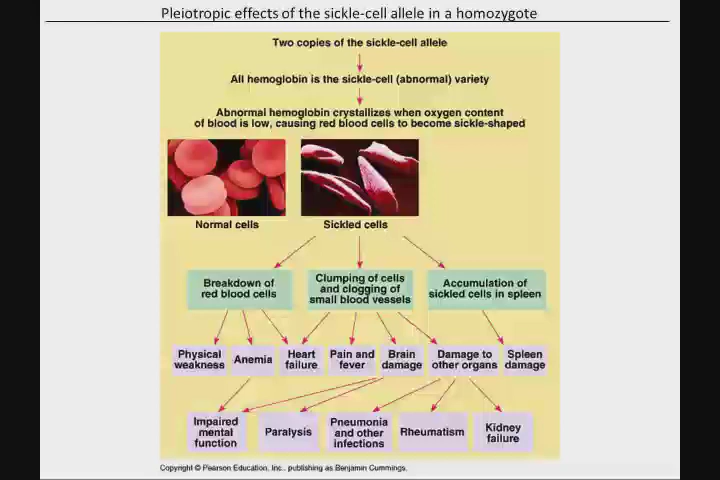 Pleiotropic effects of the sickle-cell allele in a homozygote
Two copies of the sickle-cell allele
All hemoglobin is the sickle-cell (abnormal) variety
Abnormal hemoglobin crystallizes when oxygen content
of blood is low, causing red blood cells to become sickle-shaped
Normal cells
Sickled cells
Breakdown of
red blood cells
Clumping of cells
and clogging of
small blood vessels
Accumulation of
sickled cells in spleen
Physical
weakness
Anemia
Heart
failure
Pain and
fever
Brain
damage
Damage to
other organs
Spleen
damage
Impaired
mental
function
Paralysis
Pneumonia
and other
infections
Rheumatism
Kidney
failure
Copyright © Pearson Education, Inc., publishing as Benjamin Cummings.